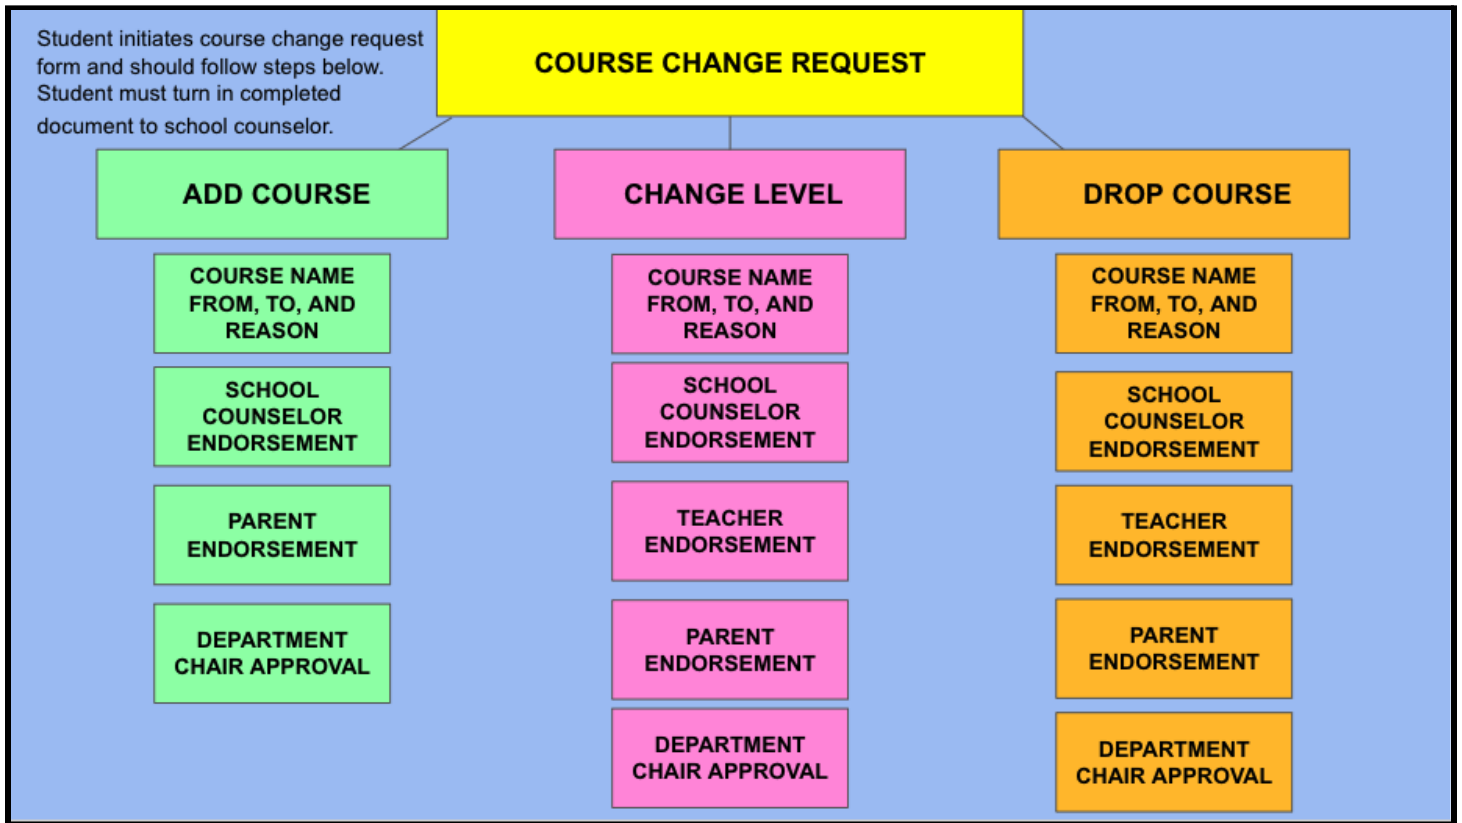 Student initiates course change request
form and should follow steps below.
Student must turn in completed
document to school counselor.
COURSE CHANGE REQUEST
ADD COURSE
COURSE NAME
FROM, TO, AND
REASON
SCHOOL
COUNSELOR
ENDORSEMENT
PARENT
ENDORSEMENT
DEPARTMENT
CHAIR APPROVAL
CHANGE LEVEL
COURSE NAME
FROM, TO, AND
REASON
SCHOOL
COUNSELOR
ENDORSEMENT
TEACHER
ENDORSEMENT
PARENT
ENDORSEMENT
DEPARTMENT
CHAIR APPROVAL
DROP COURSE
COURSE NAME
FROM, TO, AND
REASON
SCHOOL
COUNSELOR
ENDORSEMENT
TEACHER
ENDORSEMENT
PARENT
ENDORSEMENT
DEPARTMENT
CHAIR APPROVAL